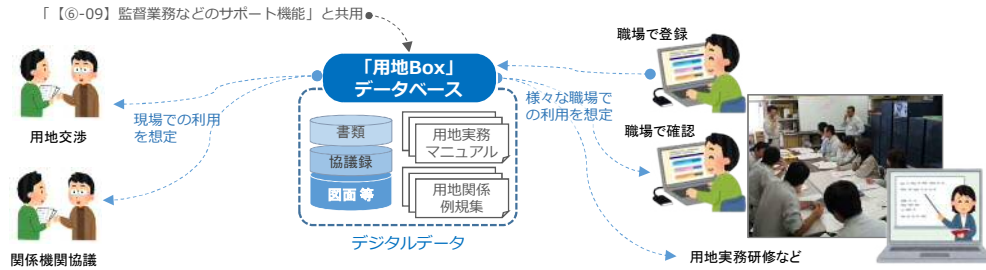 「【⑥-09】監督業務などのサポート機能」と共用
「用地Box」
データベース
書類
協議録
図面 等
用地実務
マニュアル
用地関係
例規集
デジタルデータ
現場での利用
を想定
用地交渉
関係機関協議
様々な職場で
の利用を想定
職場で登録
職場で確認
用地実務研修など